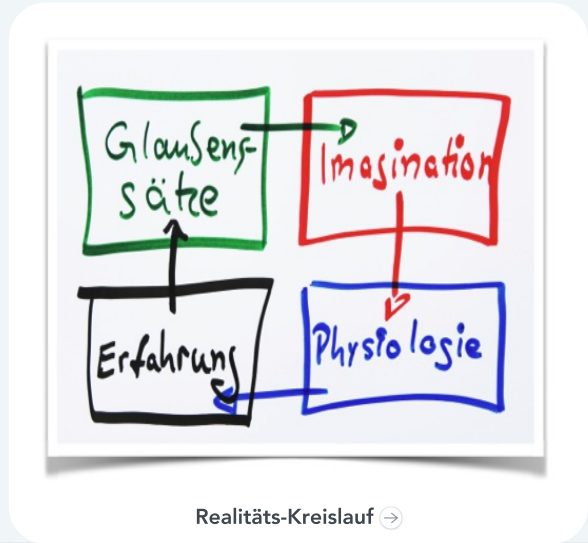 Glaubens-
sätze
Imagination
Erfahrung
Physiologie
Realitäts-Kreislauf